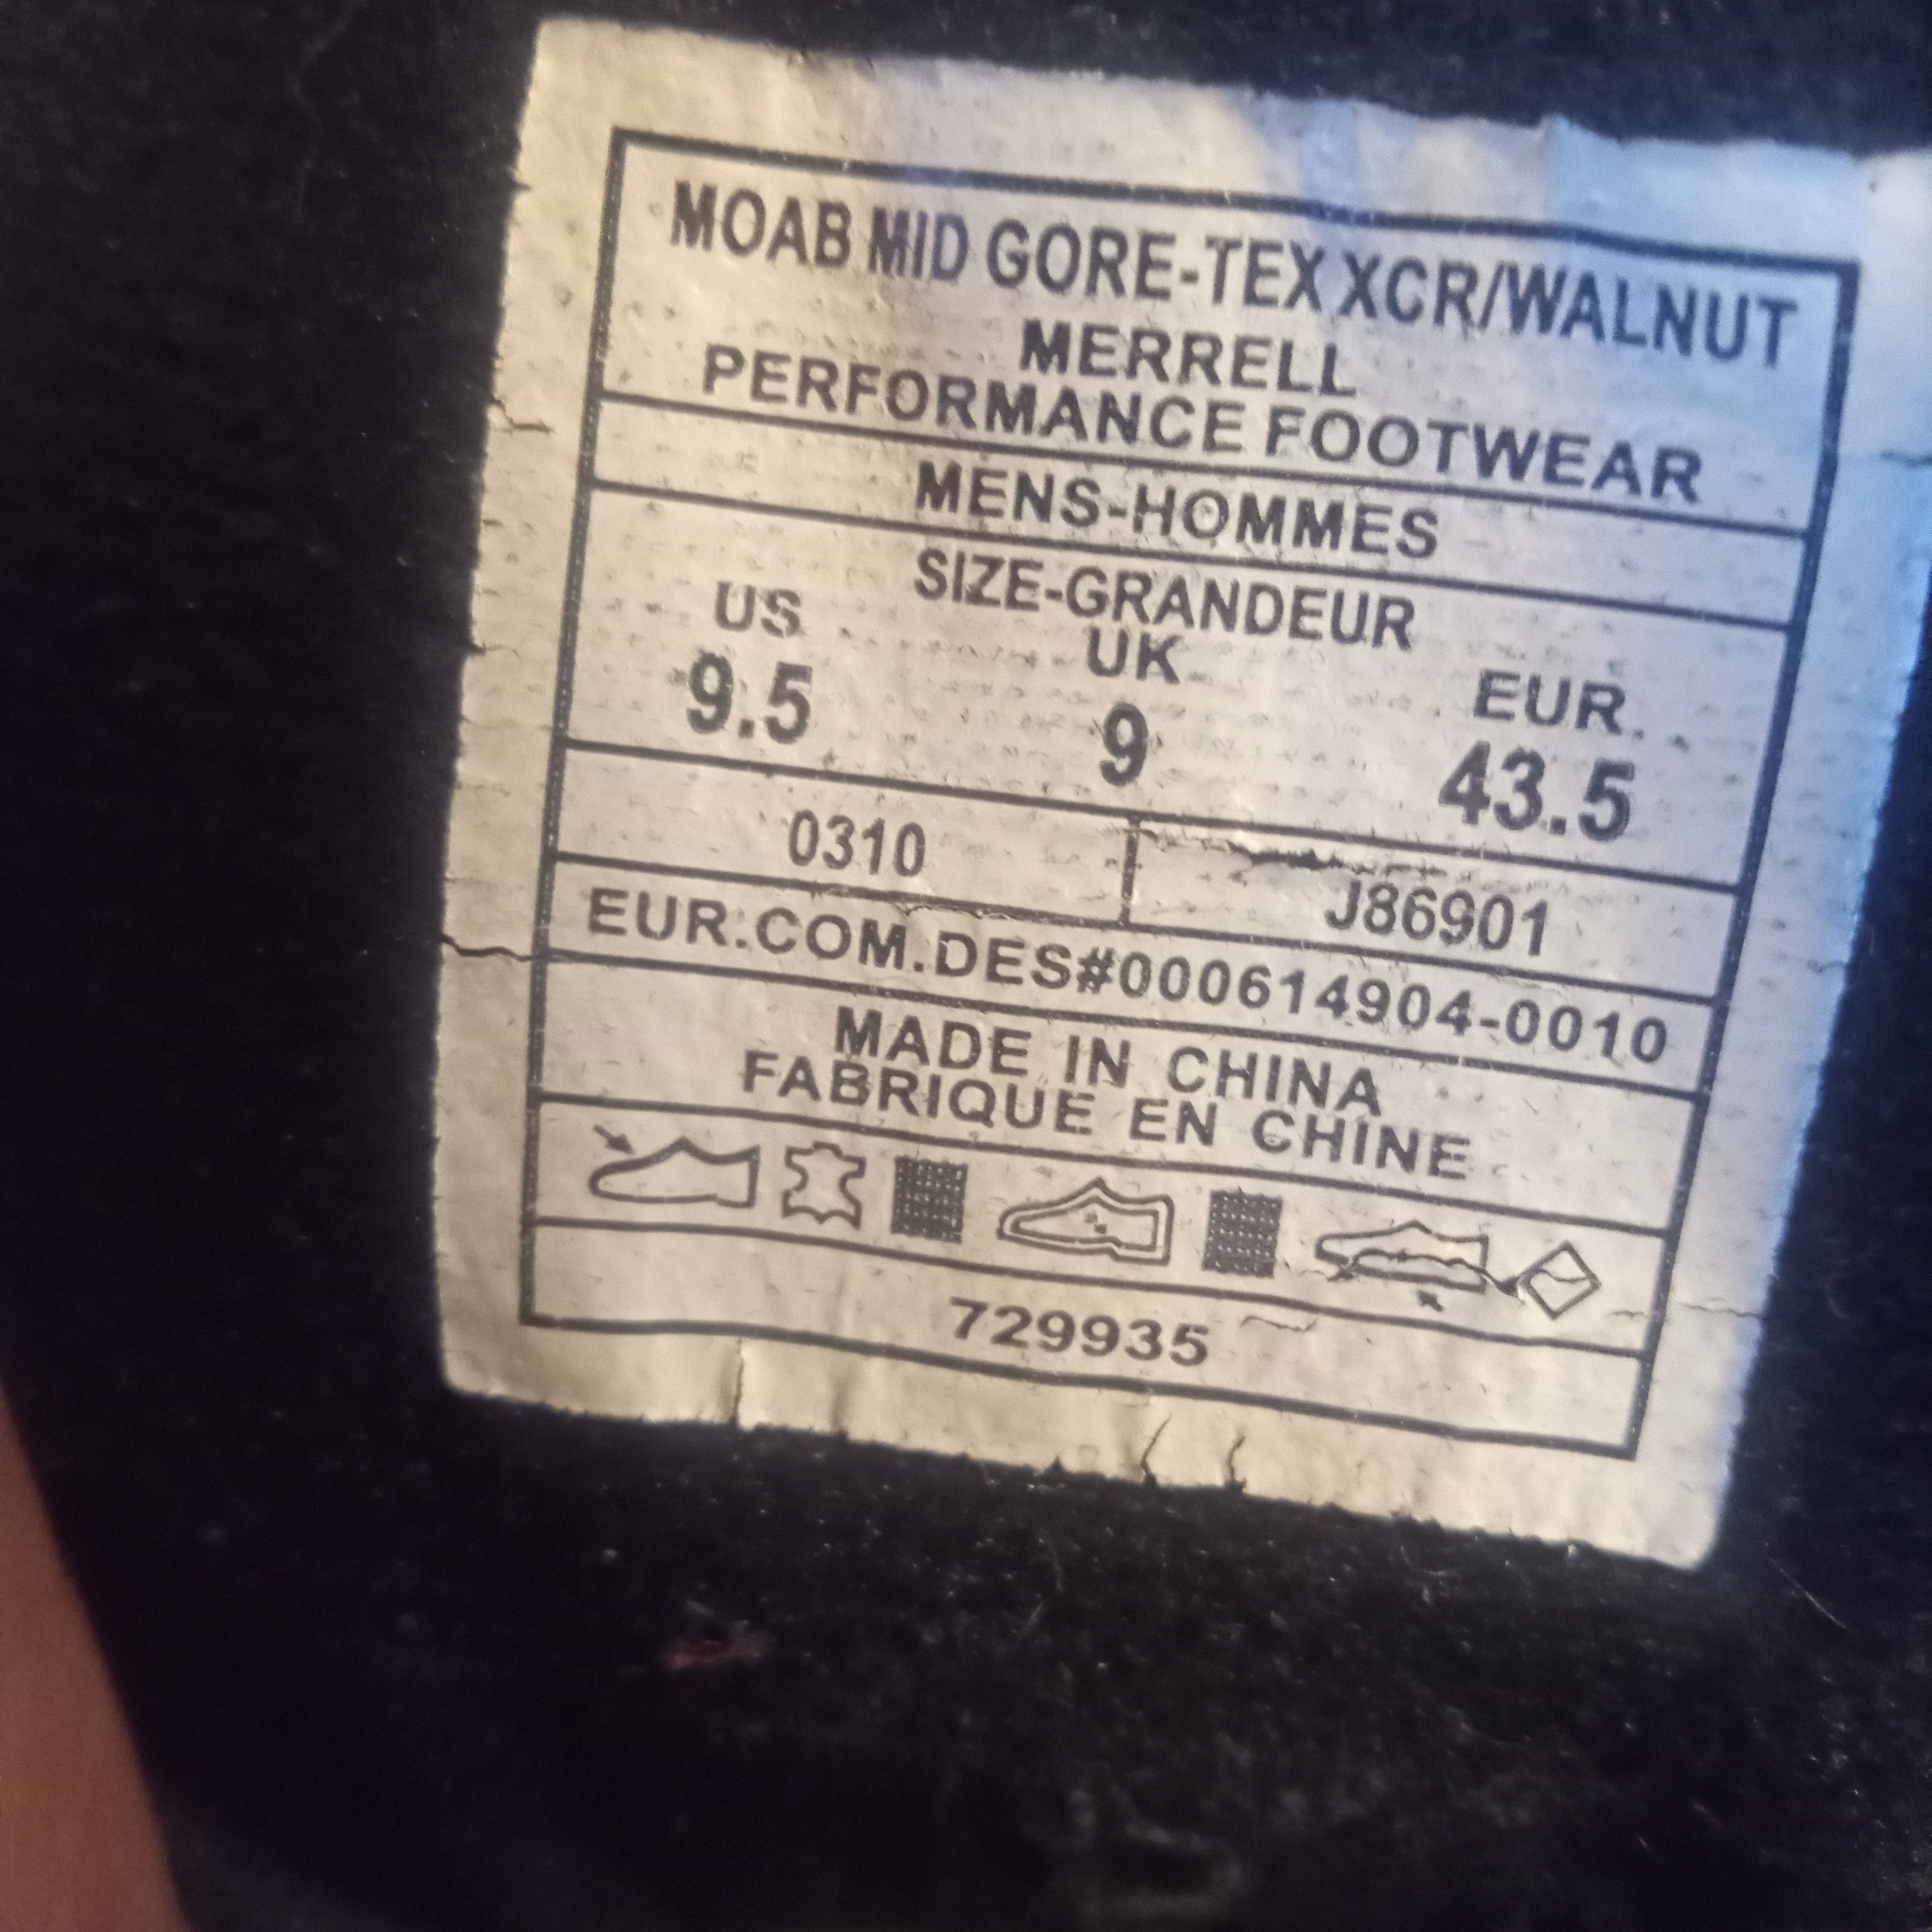 MOAB MID GORE-TEX XCR/WALNUT
MERRELL
PERFORMANCE FOOTWEAR
MENS-HOMMES
SIZE-GRANDEUR
US UK EUR.
9.5 9 43.5
0310 J86901
EUR.COM.DES#000614904-0010
MADE IN CHINA
FABRIQUE EN CHINE
729935